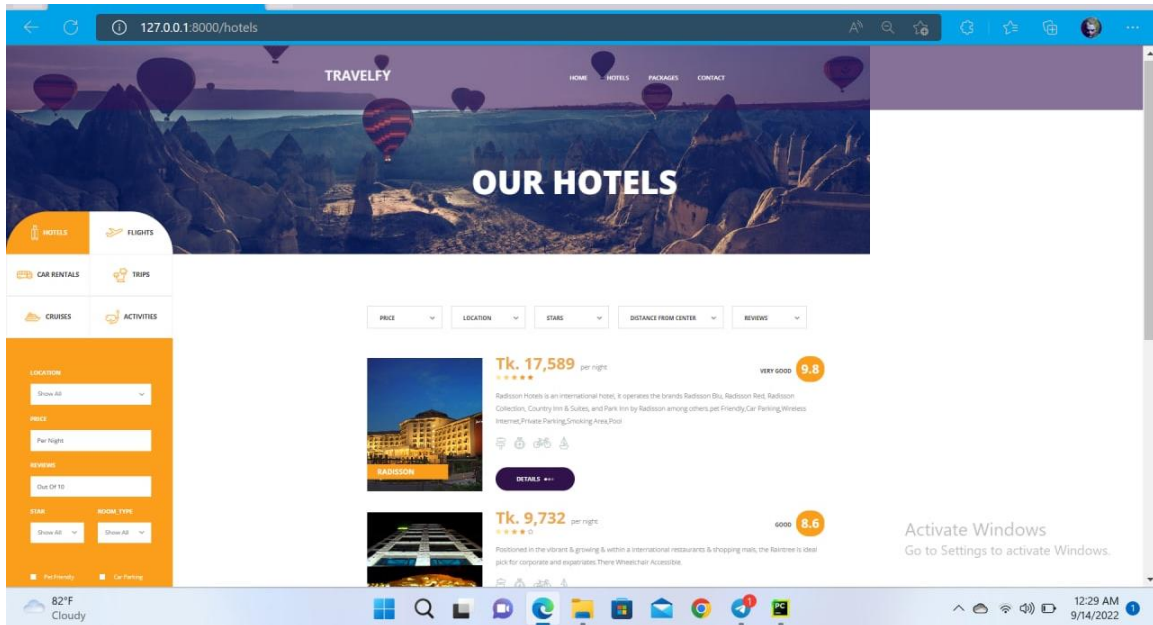 127.0.0.1:8000/hotels
TRAVELFY
HOME HOTELS PACKAGES CONTACT
OUR HOTELS
HOTELS FLIGHTS
CAR RENTALS TRIPS
CRUISES ACTIVITIES
PRICE LOCATION STARS DISTANCE FROM CENTER REVIEWS
LOCATION
Show All
PRICE
Per Night
REVIEWS
Out Of 10
STAR ROOM_TYPE
Show All Show All
Pet Friendly Car Parking
Tk. 17,589 per night
VERY GOOD 9.8
Radisson Hotels is an international hotel, it operates the brands Radisson Blu, Radisson Red, Radisson
Collection, Country Inn & Suites, and Park Inn by Radisson among others.pet Friendly,Car Parking,Wireless
Internet,Private Parking,Smoking Area,Pool
RADISSON
DETAILS
Tk. 9,732 per night
GOOD 8.6
Positioned in the vibrant & growing & within a international restaurants & shopping malls, the Raintree is ideal
pick for corporate and expatriates.There Wheelchair Accessible.
Activate Windows
Go to Settings to activate Windows.
82°F
Cloudy
12:29 AM
9/14/2022
1